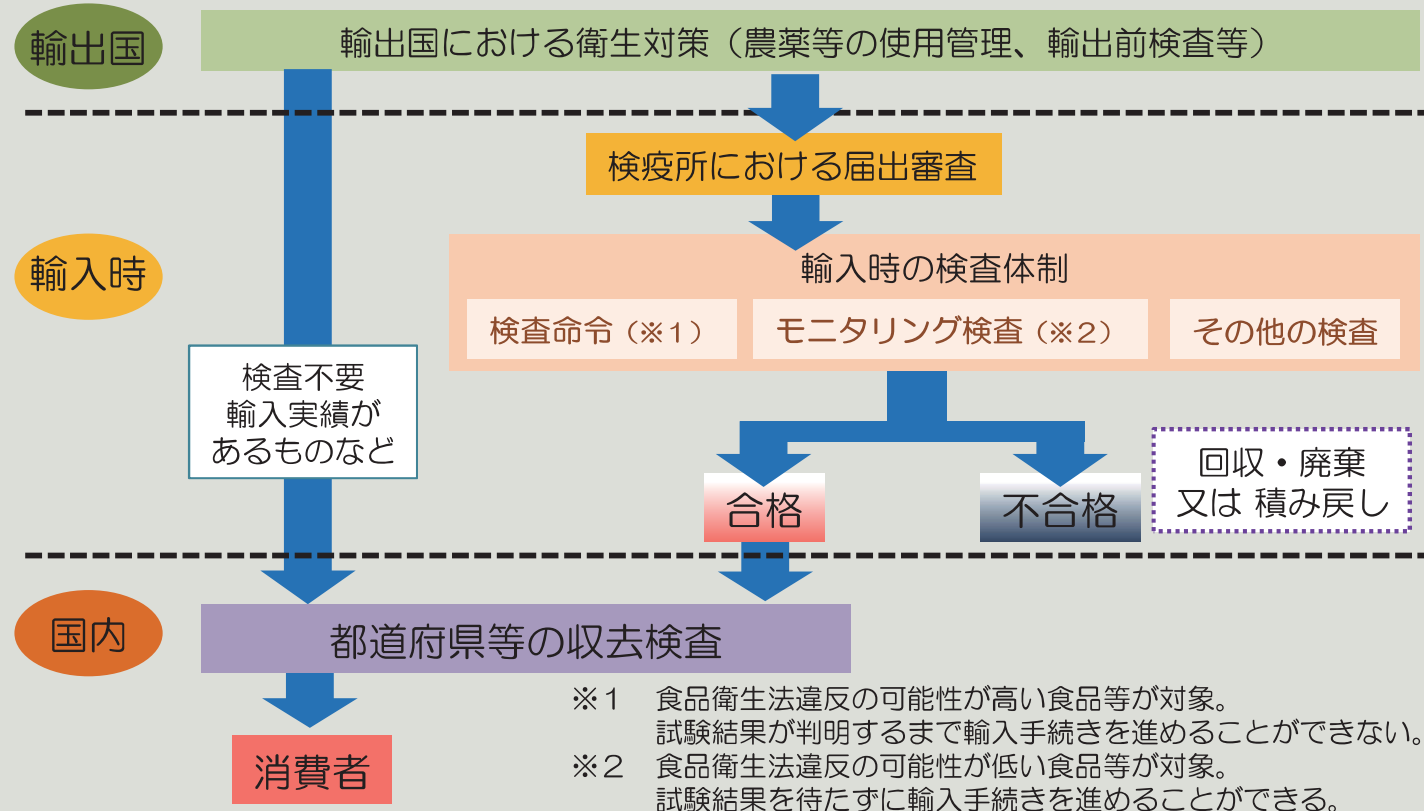 輸出国
輸出国における衛生対策（農薬等の使用管理、輸出前検査等）
検疫所における届出審査
輸入時
輸入時の検査体制
検査命令（※1）
モニタリング検査（※2）
その他の検査
検査不要
輸入実績が
あるものなど
合格
不合格
回収・廃棄
又は 積み戻し
国内
都道府県等の収去検査
消費者
※1　食品衛生法違反の可能性が高い食品等が対象。
試験結果が判明するまで輸入手続きを進めることができない。
※2　食品衛生法違反の可能性が低い食品等が対象。
試験結果を待たずに輸入手続きを進めることができる。